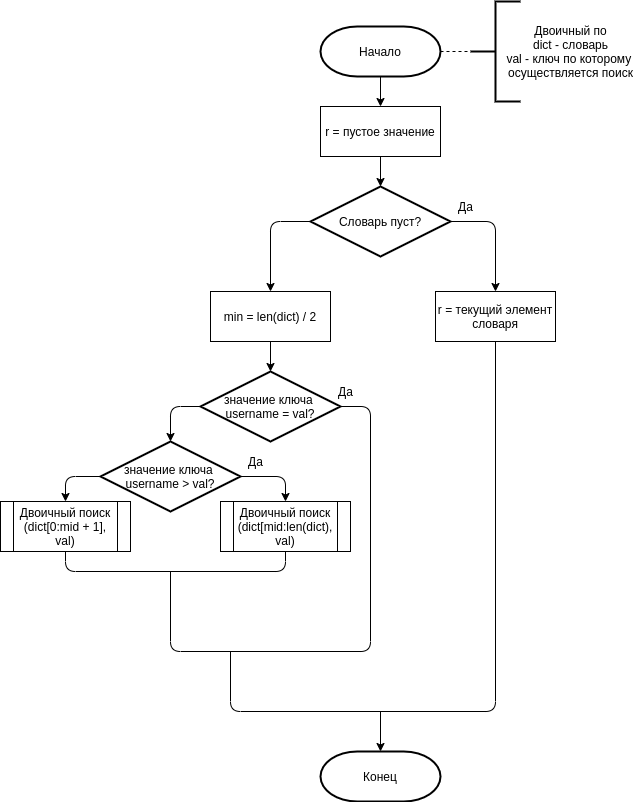 Начало
Двоичный по
dict - словарь
val - ключ по которому
осуществляется поиск
r = пустое значение
Словарь пуст?
Да
min = len(dict) / 2
r = текущий элемент
словаря
значение ключа
username = val?
Да
значение ключа
username > val?
Да
Двоичный поиск
(dict[0:mid + 1],
val)
Двоичный поиск
(dict[mid:len(dict),
val)
Конец